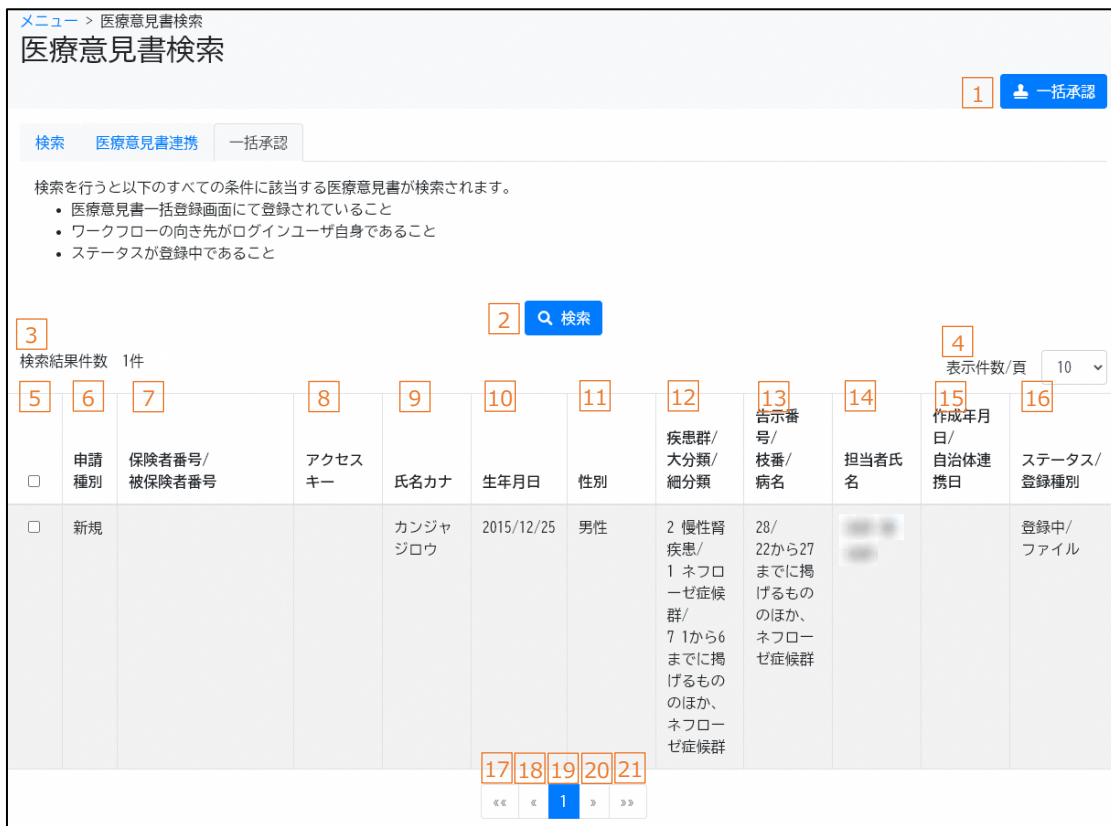 メニュー > 医療意見書検索
医療意見書検索
1 一括承認
検索 医療意見書連携 一括承認
検索を行うと以下のすべての条件に該当する医療意見書が検索されます。
• 医療意見書一括登録画面にて登録されていること
• ワークフローの向き先がログインユーザ自身であること
• ステータスが登録中であること
2 検索
3
検索結果件数 1件
4
表示件数/頁 10
5 6 7 8 9 10 11 12 13 14 15 16
申請
種別
保険者番号/
被保険者番号
アクセス
キー
氏名カナ
生年月日
性別
疾患群/
大分類/
細分類
告示番
号/
枝番/
病名
担当者氏
名
作成年月
日/
自治体連
携日
ステータス/
登録種別
新規
カンジャ
ジロウ
2015/12/25
男性
2 慢性腎
疾患/
1 ネフロ
ーゼ症候
群/
7 1から6
までに掲
げるもの
のほか、
ネフロー
ゼ症候群
28/
22から27
までに掲
げるもの
のほか、
ネフロー
ゼ症候群
登録中/
ファイル
17 18 19 20 21
«« « 1 » »»